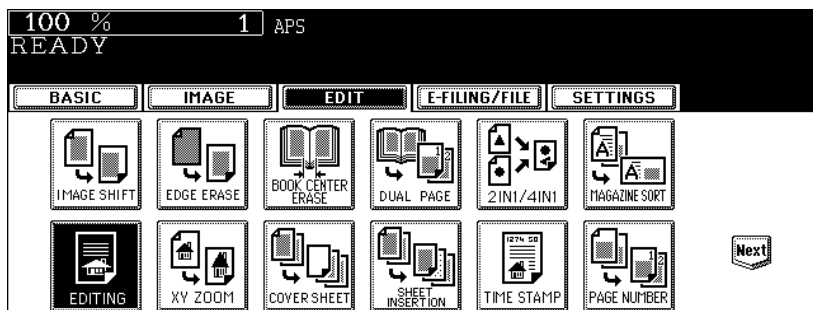 100 % 1 APS
READY
BASIC IMAGE EDIT E-FILING/FILE SETTINGS
IMAGE SHIFT EDGE ERASE BOOK CENTER ERASE DUAL PAGE 2IN1/4IN1 MAGAZINE SORT
EDITING XY ZOOM COVER SHEET SHEET INSERTION TIME STAMP PAGE NUMBER Next